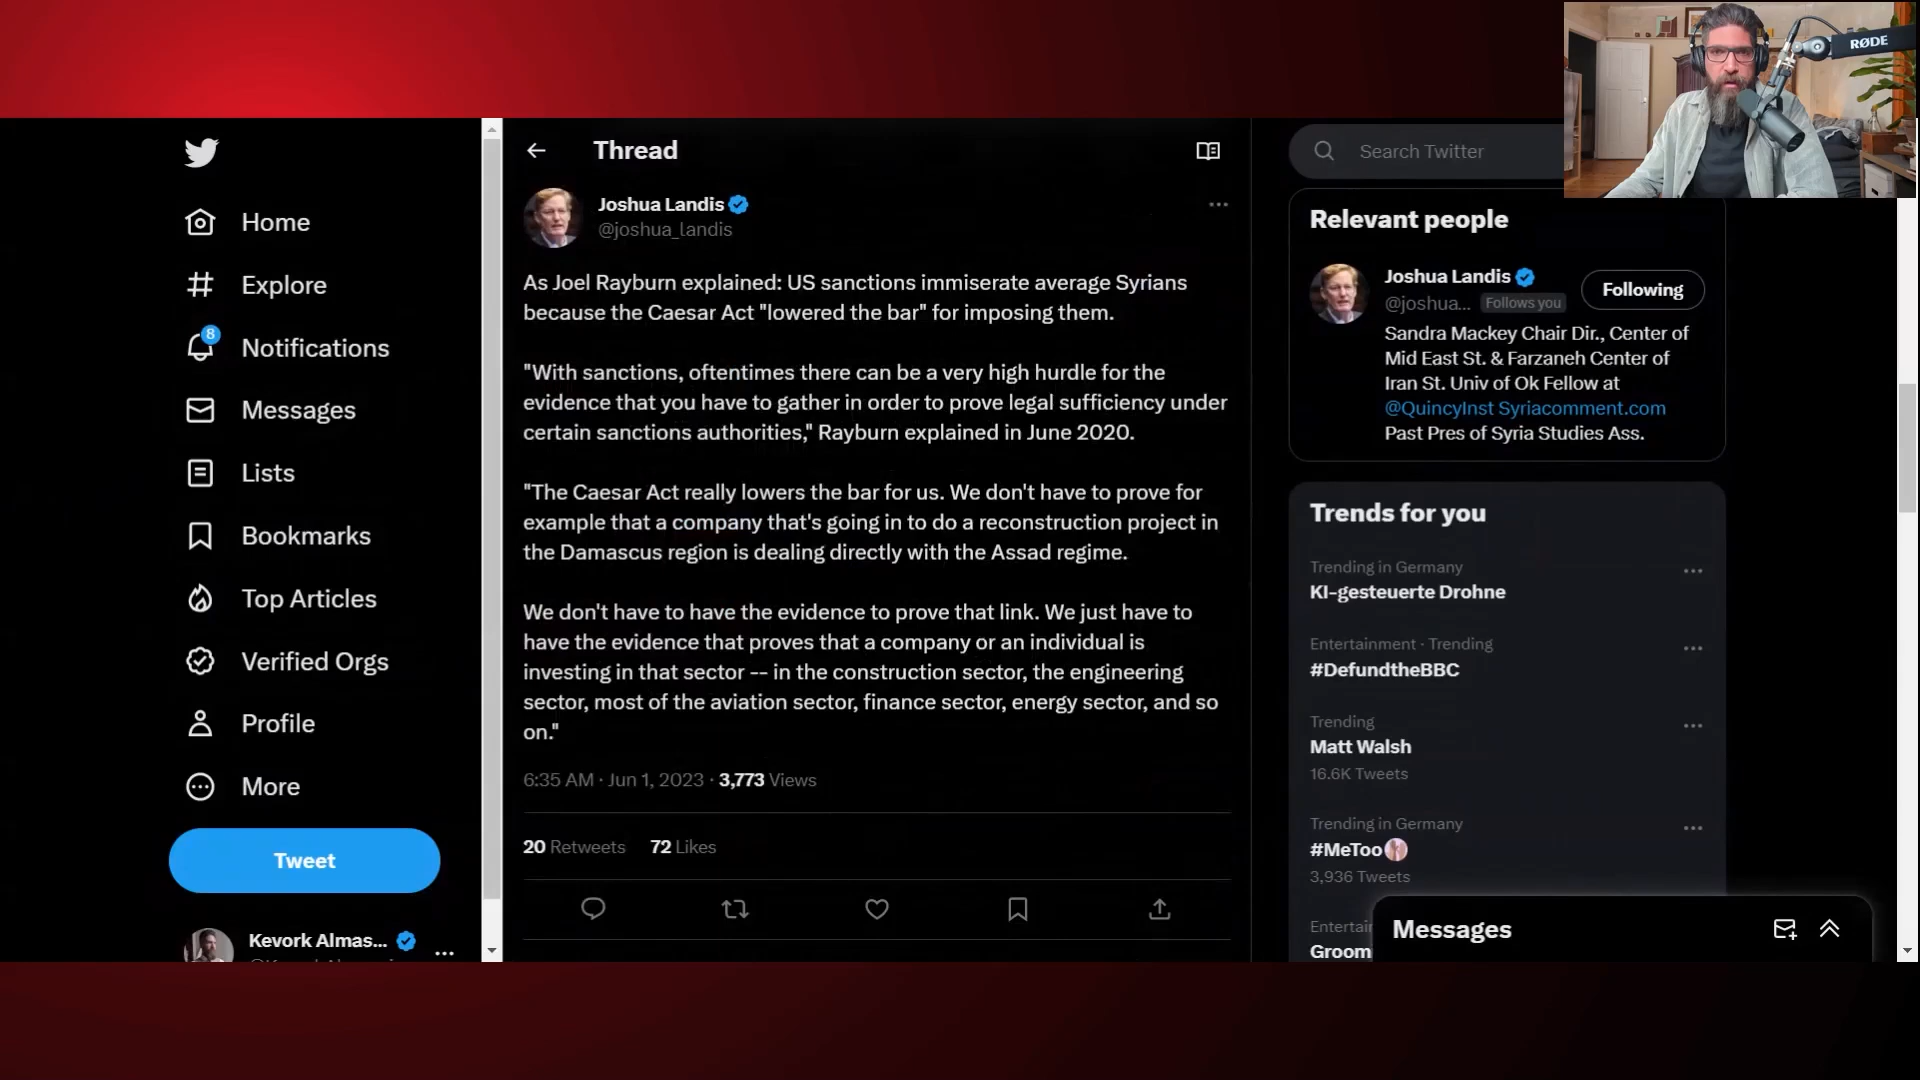 RØDE
Thread
Search Twitter
Home
Explore
8
Notifications
Messages
Lists
Bookmarks
Top Articles
Verified Orgs
Profile
More
Tweet
Kevork Almas...
Joshua Landis
@joshua_landis
As Joel Rayburn explained: US sanctions immiserate average Syrians
because the Caesar Act "lowered the bar" for imposing them.
"With sanctions, oftentimes there can be a very high hurdle for the
evidence that you have to gather in order to prove legal sufficiency under
certain sanctions authorities," Rayburn explained in June 2020.
"The Caesar Act really lowers the bar for us. We don't have to prove for
example that a company that's going in to do a reconstruction project in
the Damascus region is dealing directly with the Assad regime.
We don't have to have the evidence to prove that link. We just have to
have the evidence that proves that a company or an individual is
investing in that sector -- in the construction sector, the engineering
sector, most of the aviation sector, finance sector, energy sector, and so
on."
6:35 AM · Jun 1, 2023 · 3,773 Views
20 Retweets 72 Likes
Relevant people
Joshua Landis
@joshua... Follows you
Following
Sandra Mackey Chair Dir., Center of
Mid East St. & Farzaneh Center of
Iran St. Univ of Ok Fellow at
@QuincyInst Syriacomment.com
Past Pres of Syria Studies Ass.
Trends for you
Trending in Germany
KI-gesteuerte Drohne
Entertainment · Trending
#DefundtheBBC
Trending
Matt Walsh
16.6K Tweets
Trending in Germany
#MeToo
3,936 Tweets
Entertai
Groom
Messages